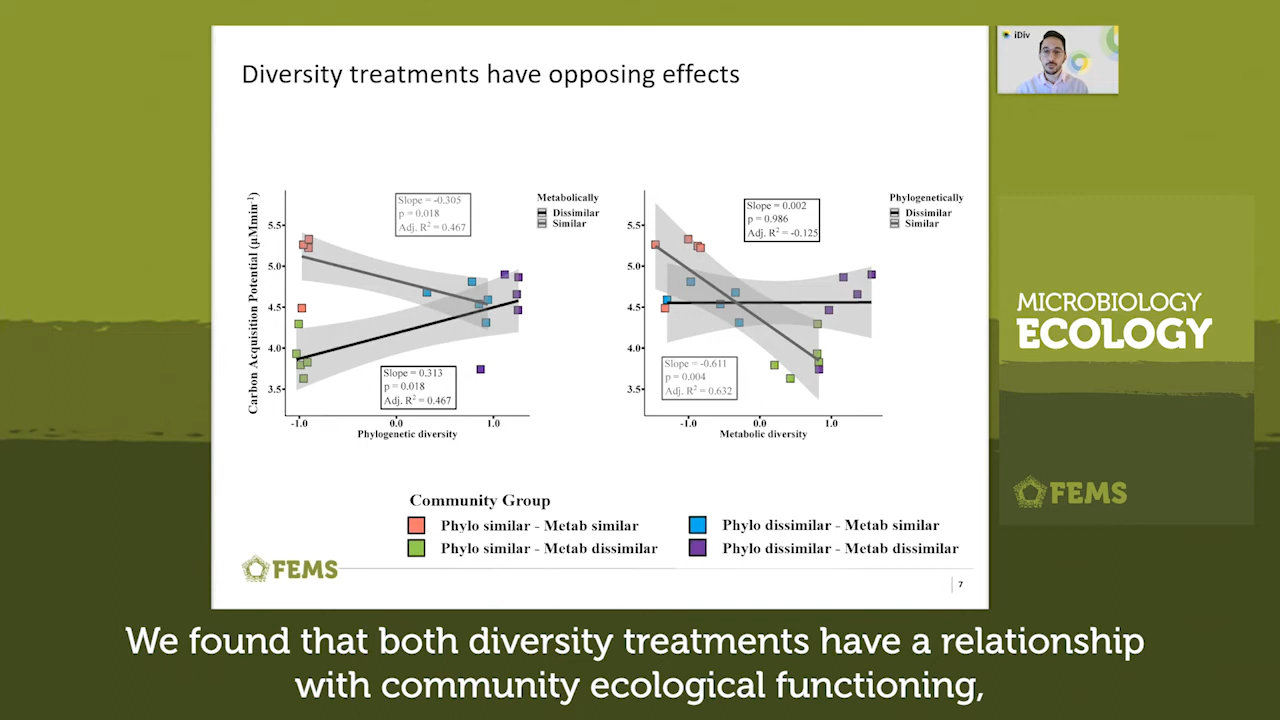 iDiv
Diversity treatments have opposing effects
Carbon Acquisition Potential (µMmin⁻¹)
5.5
5.0
4.5
4.0
3.5
Slope = -0.305
p = 0.018
Adj. R² = 0.467
Metabolically
Dissimilar
Similar
Slope = 0.313
p = 0.018
Adj. R² = 0.467
-1.0 0.0 1.0
Phylogenetic diversity
5.5
5.0
4.5
4.0
3.5
Slope = 0.002
p = 0.986
Adj. R² = -0.125
Phylogenetically
Dissimilar
Similar
Slope = -0.611
p = 0.004
Adj. R² = 0.632
-1.0 0.0 1.0
Metabolic diversity
Community Group
Phylo similar - Metab similar
Phylo dissimilar - Metab similar
Phylo similar - Metab dissimilar
Phylo dissimilar - Metab dissimilar
FEMS
7
MICROBIOLOGY
ECOLOGY
FEMS
We found that both diversity treatments have a relationship
with community ecological functioning,